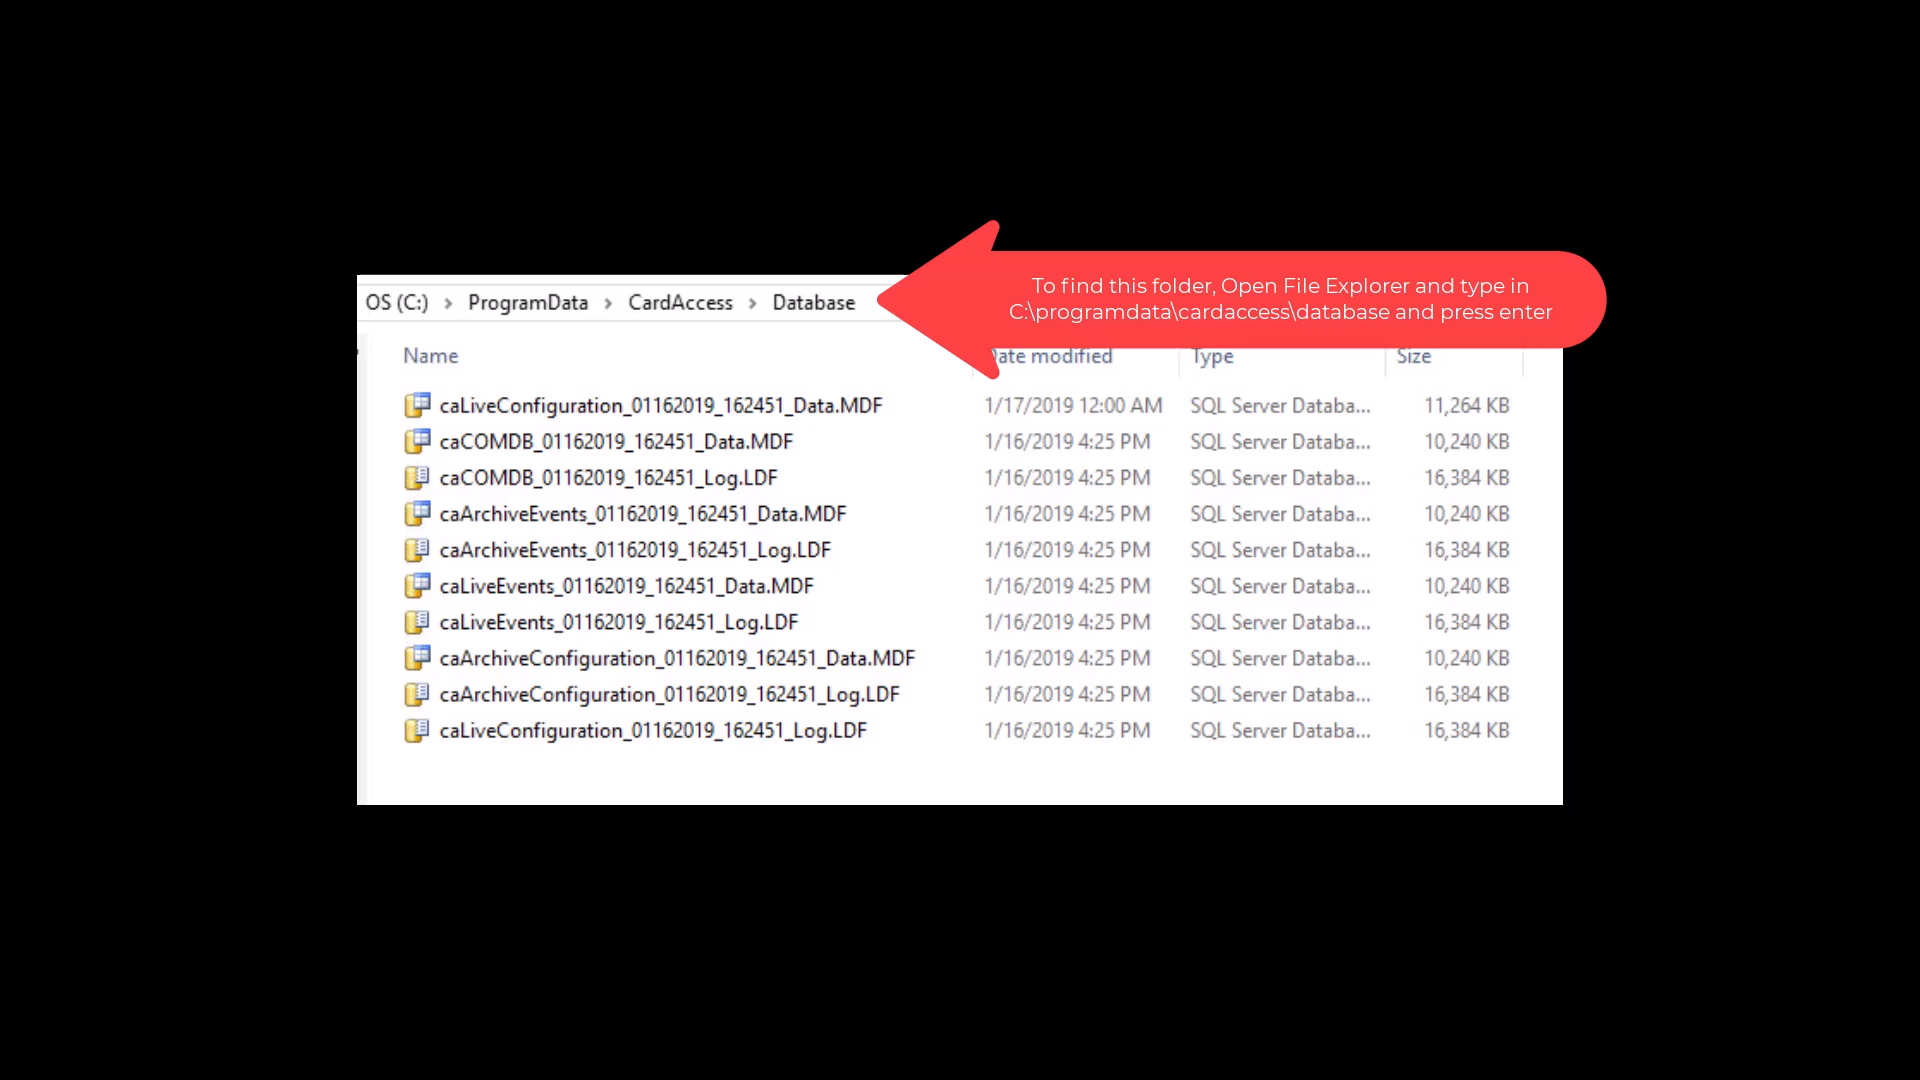 To find this folder, Open File Explorer and type in
C:\programdata\cardaccess\database and press enter
OS (C:) > ProgramData > CardAccess > Database
Name Date modified Type Size
caLiveConfiguration_01162019_162451_Data.MDF 1/17/2019 12:00 AM SQL Server Databa... 11,264 KB
caCOMDB_01162019_162451_Data.MDF 1/16/2019 4:25 PM SQL Server Databa... 10,240 KB
caCOMDB_01162019_162451_Log.LDF 1/16/2019 4:25 PM SQL Server Databa... 16,384 KB
caArchiveEvents_01162019_162451_Data.MDF 1/16/2019 4:25 PM SQL Server Databa... 10,240 KB
caArchiveEvents_01162019_162451_Log.LDF 1/16/2019 4:25 PM SQL Server Databa... 16,384 KB
caLiveEvents_01162019_162451_Data.MDF 1/16/2019 4:25 PM SQL Server Databa... 10,240 KB
caLiveEvents_01162019_162451_Log.LDF 1/16/2019 4:25 PM SQL Server Databa... 16,384 KB
caArchiveConfiguration_01162019_162451_Data.MDF 1/16/2019 4:25 PM SQL Server Databa... 10,240 KB
caArchiveConfiguration_01162019_162451_Log.LDF 1/16/2019 4:25 PM SQL Server Databa... 16,384 KB
caLiveConfiguration_01162019_162451_Log.LDF 1/16/2019 4:25 PM SQL Server Databa... 16,384 KB